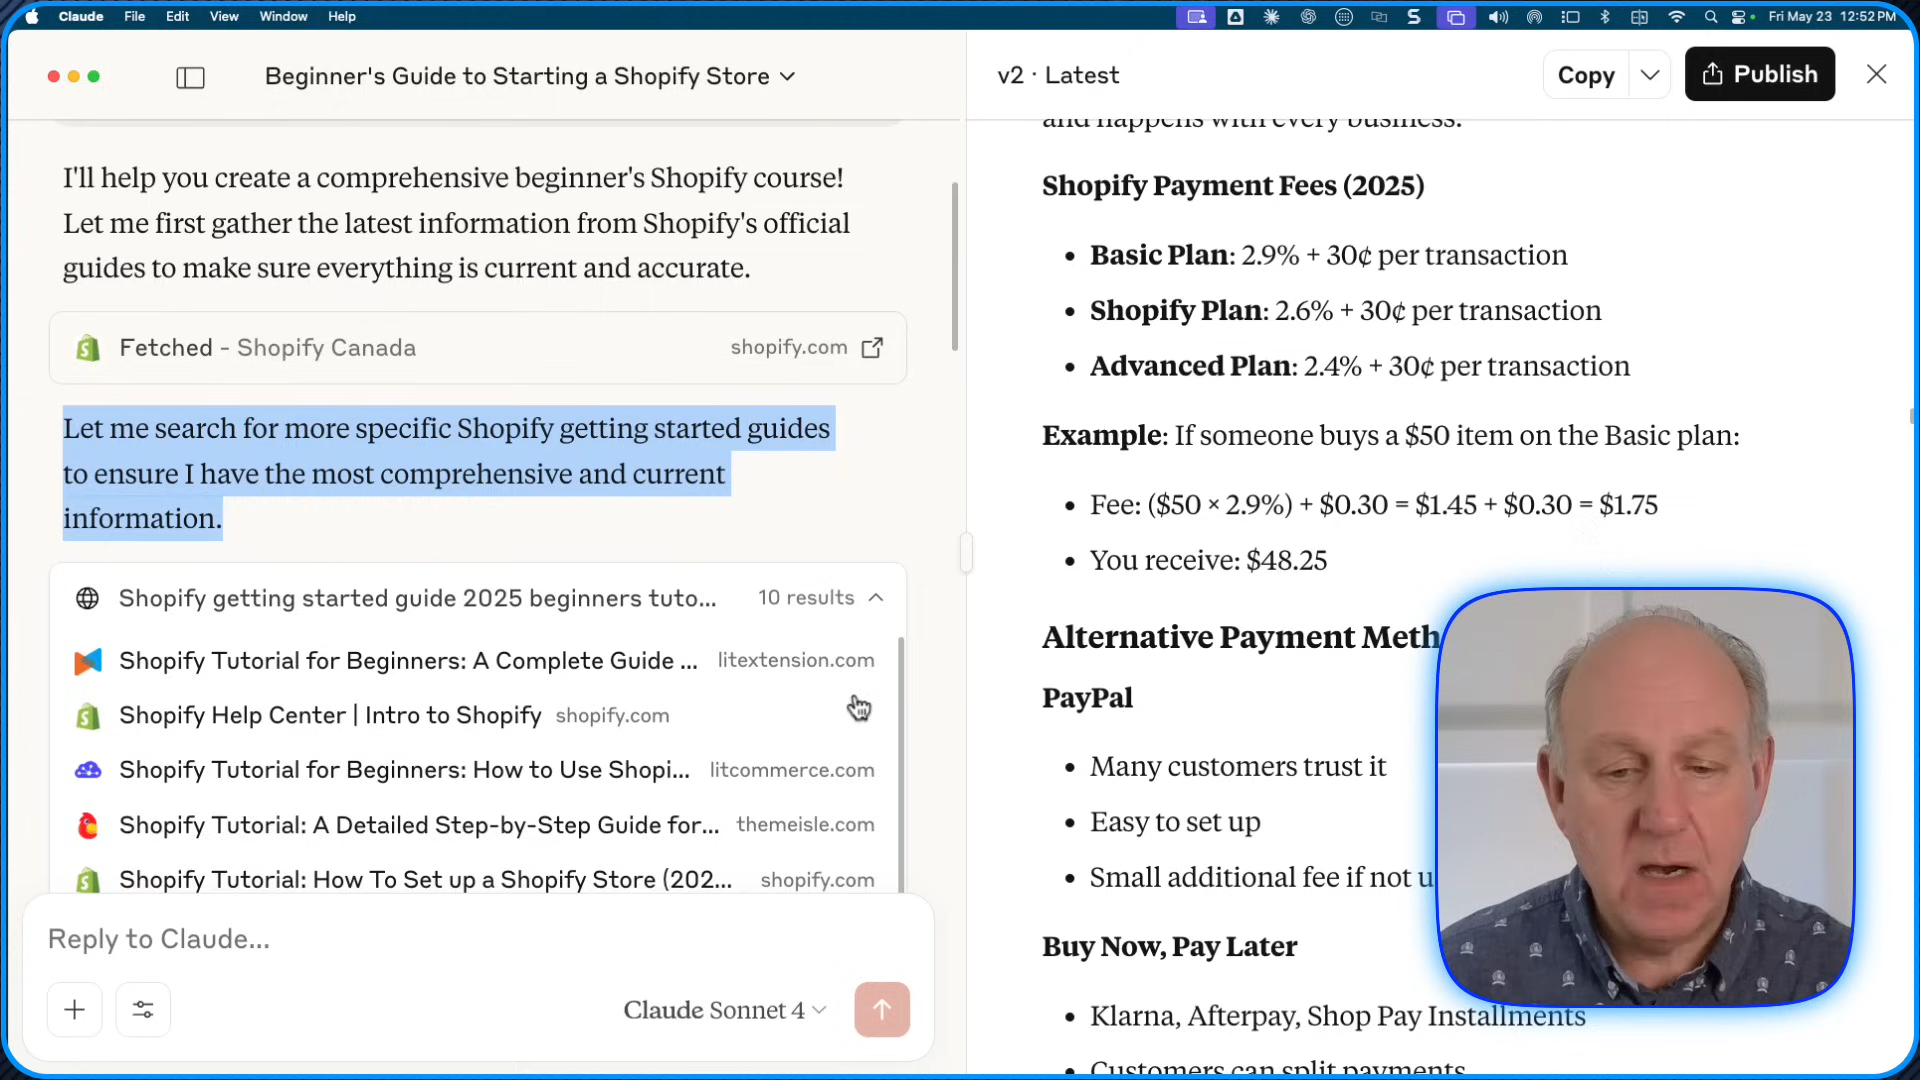 Claude File Edit View Window Help
Fri May 23 12:52 PM
Beginner's Guide to Starting a Shopify Store
I'll help you create a comprehensive beginner's Shopify course!
Let me first gather the latest information from Shopify's official
guides to make sure everything is current and accurate.
Fetched - Shopify Canada shopify.com
Let me search for more specific Shopify getting started guides
to ensure I have the most comprehensive and current
information.
Shopify getting started guide 2025 beginners tuto... 10 results
Shopify Tutorial for Beginners: A Complete Guide ... litextension.com
Shopify Help Center | Intro to Shopify shopify.com
Shopify Tutorial for Beginners: How to Use Shopi... litcommerce.com
Shopify Tutorial: A Detailed Step-by-Step Guide for... themeisle.com
Shopify Tutorial: How To Set up a Shopify Store (202... shopify.com
Reply to Claude...
Claude Sonnet 4
v2 · Latest
Copy
Publish
and happens with every business.
Shopify Payment Fees (2025)
• Basic Plan: 2.9% + 30¢ per transaction
• Shopify Plan: 2.6% + 30¢ per transaction
• Advanced Plan: 2.4% + 30¢ per transaction
Example: If someone buys a $50 item on the Basic plan:
• Fee: ($50 × 2.9%) + $0.30 = $1.45 + $0.30 = $1.75
• You receive: $48.25
Alternative Payment Meth
PayPal
• Many customers trust it
• Easy to set up
• Small additional fee if not u
Buy Now, Pay Later
• Klarna, Afterpay, Shop Pay Installments
• Customers can split payments